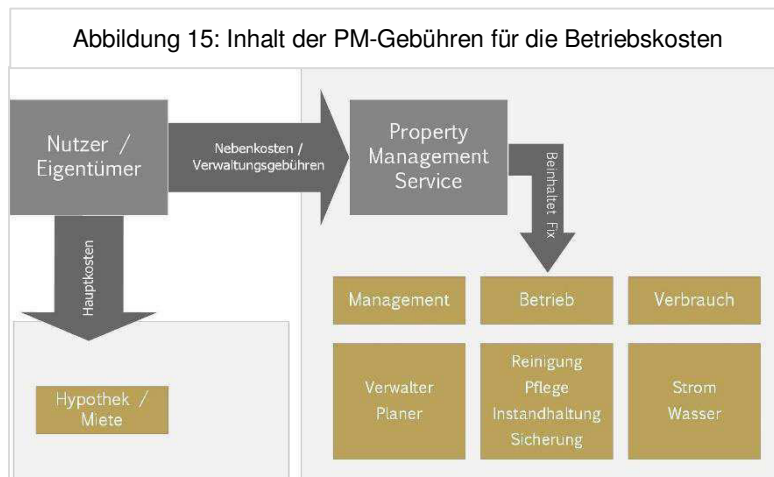 Abbildung 15: Inhalt der PM-Gebühren für die Betriebskosten
Nutzer /
Eigentümer
Nebenkosten /
Verwaltungsgebühren
Property
Management
Service
Beinhaltet Fix
Hauptkosten
Management
Betrieb
Verbrauch
Verwalter
Planer
Reinigung
Pflege
Instandhaltung
Sicherung
Strom
Wasser
Hypothek /
Miete